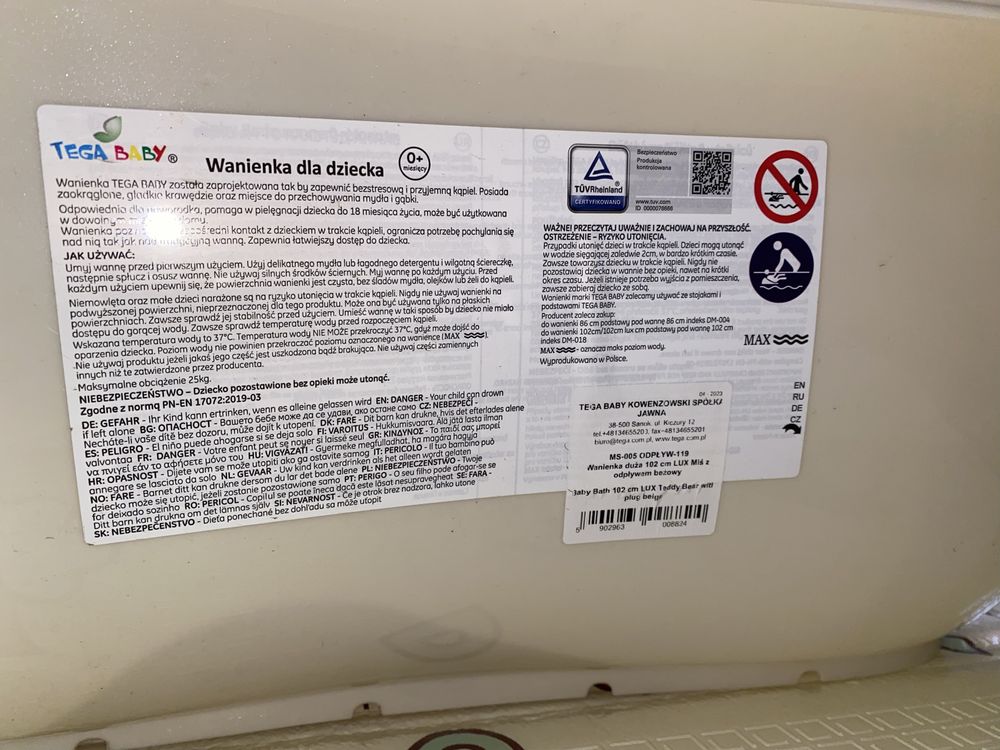 TEGA BABY ®
Wanienka dla dziecka
0+
miesięcy
Wanienka TEGA BABY została zaprojektowana tak by zapewnić bezstresową i przyjemną kąpiel. Posiada
zaokrąglone, gładkie krawędzie oraz miejsce do przechowywania mydła i gąbki.
Odpowiednia dla noworodka, pomaga w pielęgnacji dziecka do 18 miesiąca życia, może być użytkowana
w dowolnym domu.
Wanienka kontakt z dzieckiem w trakcie kąpieli, ogranicza potrzebę pochylania się
nad nią tak jak nad wanną. Zapewnia łatwiejszy dostęp do dziecka.
JAK UŻYWAĆ:
Umyj wannę przed pierwszym użyciem. Użyj delikatnego mydła lub łagodnego detergentu i wilgotną ściereczkę,
następnie spłucz i osusz wannę. Nie używaj silnych środków ściernych. Myj wannę po każdym użyciu. Przed
każdym użyciem upewnij się, że powierzchnia wanienki jest czysta, bez śladów mydła, olejków lub żeli do kąpieli.
Niemowlęta oraz małe dzieci narażone są na ryzyko utonięcia w trakcie kąpieli. Nigdy nie używaj wanienki na
podwyższonej powierzchni, nieprzeznaczonej dla tego produktu. Może ona być używana tylko na płaskich
powierzchniach. Zawsze sprawdź jej stabilność przed użyciem. Umieść wannę w taki sposób by dziecko nie miało
dostępu do gorącej wody. Zawsze sprawdź temperaturę wody przed rozpoczęciem kąpieli.
Wskazana temperatura wody to 37°C. Temperatura wody NIE MOŻE przekroczyć 37°C, gdyż może dojść do
oparzenia dziecka. Poziom wody nie powinien przekraczać poziomu oznaczonego na wanience (MAX ).
Nie używaj produktu jeżeli jakaś jego część jest uszkodzona bądź brakująca. Nie używaj części zamiennych
innych niż te zatwierdzone przez producenta.
Maksymalne obciążenie 25kg.
NIEBEZPIECZEŃSTWO – Dziecko pozostawione bez opieki może utonąć.
Zgodne z normą PN-EN 17072:2019-03
DE: GEFAHR - Ihr Kind kann ertrinken, wenn es alleine gelassen wird EN: DANGER - Your child can drown
if left alone BG: ОПАСНОСТ - Вашето бебе може да се удави, ако остане само CZ: NEBEZPEČÍ -
Necháte-li vaše dítě bez dozoru, může dojít k utopení. DK: FARE - Dit barn kan drukne, hvis det efterlades alene
ES: PELIGRO - El niño puede ahogarse si se deja solo FI: VAROITUS - Hukkumisvaara. Älä jätä lasta ilman
valvontaa FR: DANGER - Votre enfant peut se noyer si laissé seul GR: ΚΙΝΔΥΝΟΣ - Το παιδί σας μπορεί
να πνιγεί εάν το αφήσετε μόνο του HU: VIGYÁZAT! - Gyermeke megfulladhat, ha magára hagyja
HR: OPASNOST - Dijete vam se može utopiti ako ga ostavite samog IT: PERICOLO - Il tuo bambino può
annegare se lasciato da solo NL: GEVAAR - Uw kind kan verdrinken als het alleen wordt gelaten
NO: FARE - Barnet ditt kan drukne dersom du lar det bade alene PL: NIEBEZPIECZEŃSTWO - Twoje
dziecko może się utopić, jeżeli zostanie pozostawione samo PT: PERIGO - O seu filho pode afogar-se se
for deixado sozinho RO: PERICOL - Copilul se poate îneca dacă este lăsat nesupravegheat SE: FARA -
Ditt barn kan drukna om det lämnas själv SI: NEVARNOST - Če je otrok brez nadzora, lahko utone
SK: NEBEZPEČENSTVO - Dieťa ponechané bez dohľadu sa môže utopiť
TÜVRheinland
CERTYFIKOWANO
Bezpieczeństwo
Produkcja
kontrolowana
www.tuv.com
ID 0000076666
WAŻNE! PRZECZYTAJ UWAŻNIE I ZACHOWAJ NA PRZYSZŁOŚĆ.
OSTRZEŻENIE – RYZYKO UTONIĘCIA.
Przypadki utonięć dzieci w trakcie kąpieli. Dzieci mogą utonąć
w wodzie sięgającej zaledwie 2cm, w bardzo krótkim czasie.
Zawsze towarzysz dziecku w trakcie kąpieli. Nigdy nie
pozostawiaj dziecka w wannie bez opieki, nawet na krótki
okres czasu. Jeżeli istnieje potrzeba wyjścia z pomieszczenia,
zawsze zabieraj dziecko ze sobą.
Wanienki marki TEGA BABY zalecamy używać ze stojakami i
podstawami TEGA BABY.
Producent zaleca zakup:
do wanienki 86 cm podstawy pod wannę 86 cm indeks DM-004
do wanienki 102cm/102cm lux cm podstawy pod wannę 102 cm
indeks DM-018
MAX - oznacza maks poziom wody.
Wyprodukowano w Polsce.
MAX
EN
RU
DE
CZ
04 - 2023
TEGA BABY KOWENZOWSKI SPÓŁKA
JAWNA
38-500 Sanok, ul. Kiczury 12
tel.+48134655201, fax-4813465201
biuro@tega.com.pl, www.tega.com.pl
MS-005 ODPŁYW-119
Wanienka duża 102 cm LUX Miś z
odpływem beżowy
Baby Bath 102 cm LUX Teddy Bear with
plug beige
5 902963 008824